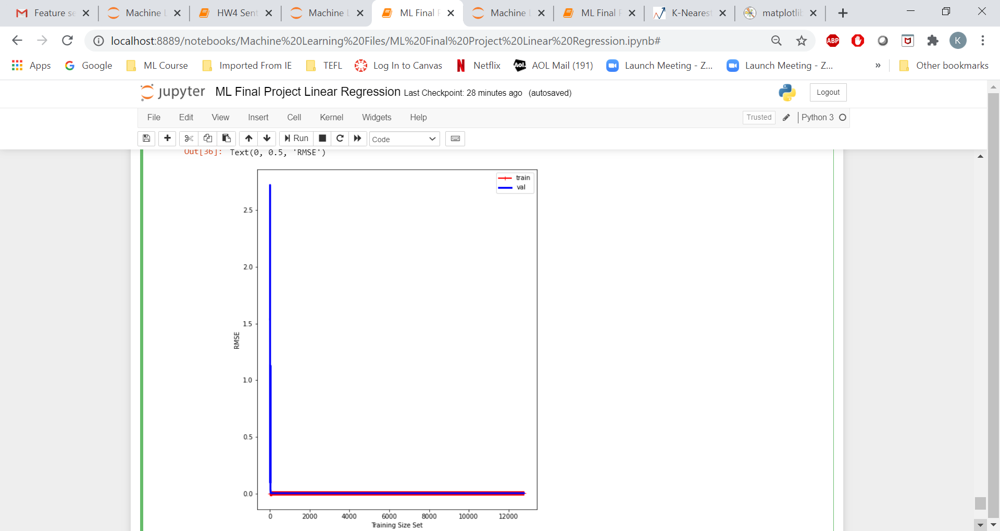 Feature se
Machine L
HW4 Sent
Machine L
ML Final P
Machine L
ML Final P
K-Nearest
matplotlib
localhost:8889/notebooks/Machine%20Learning%20Files/ML%20Final%20Project%20Linear%20Regression.ipynb#
ABP
K
Apps
Google
ML Course
Imported From IE
TEFL
Log In to Canvas
Netflix
Aol.
AOL Mail (191)
Launch Meeting - Z...
Launch Meeting - Z...
»
Other bookmarks
jupyter ML Final Project Linear Regression Last Checkpoint: 28 minutes ago (autosaved)
Logout
File Edit View Insert Cell Kernel Widgets Help
Trusted
Python 3
Run
Code
Out[36]: Text(0, 0.5, 'RMSE')
train
val
2.5
2.0
1.5
1.0
0.5
0.0
RMSE
0 2000 4000 6000 8000 10000 12000
Training Size Set